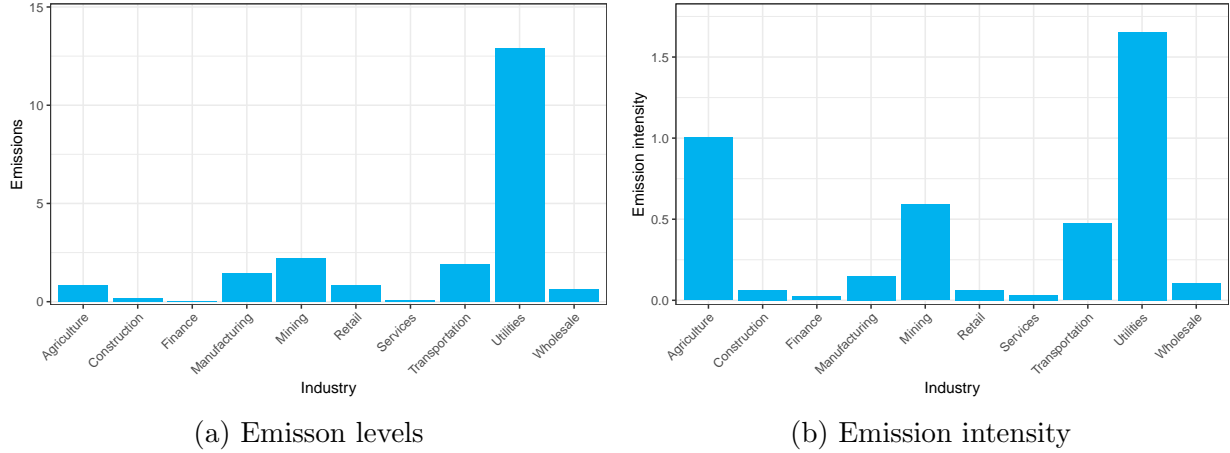 15
10
5
0
Emissions
Agriculture
Construction
Finance
Manufacturing
Mining
Retail
Services
Transportation
Utilities
Wholesale
Industry
(a) Emisson levels
1.5
1.0
0.5
0.0
Emission intensity
Agriculture
Construction
Finance
Manufacturing
Mining
Retail
Services
Transportation
Utilities
Wholesale
Industry
(b) Emission intensity